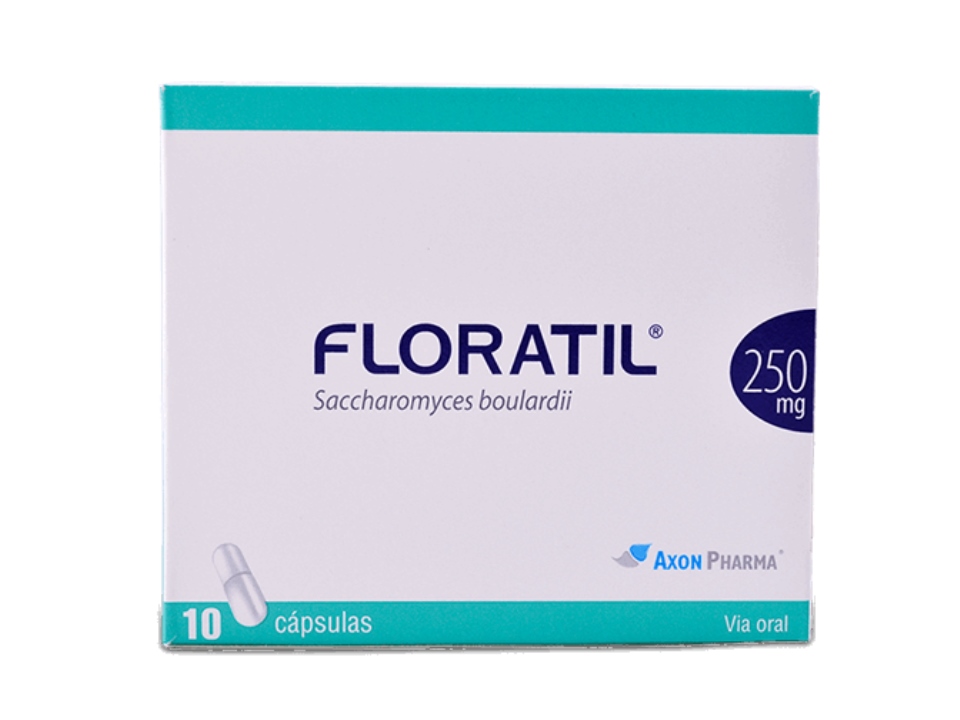 FLORATIL®
Saccharomyces boulardii
250
mg
AXON PHARMA®
10 cápsulas
Via oral